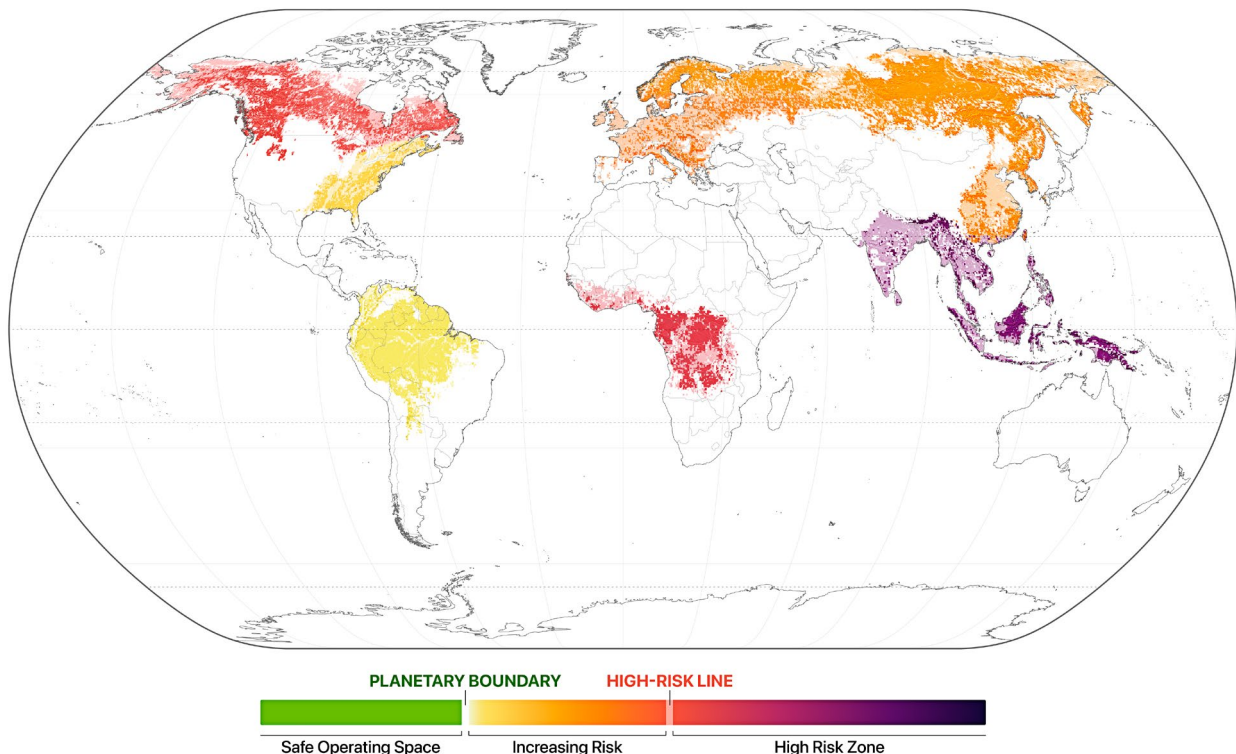 PLANETARY BOUNDARY
HIGH-RISK LINE
Safe Operating Space
Increasing Risk
High Risk Zone